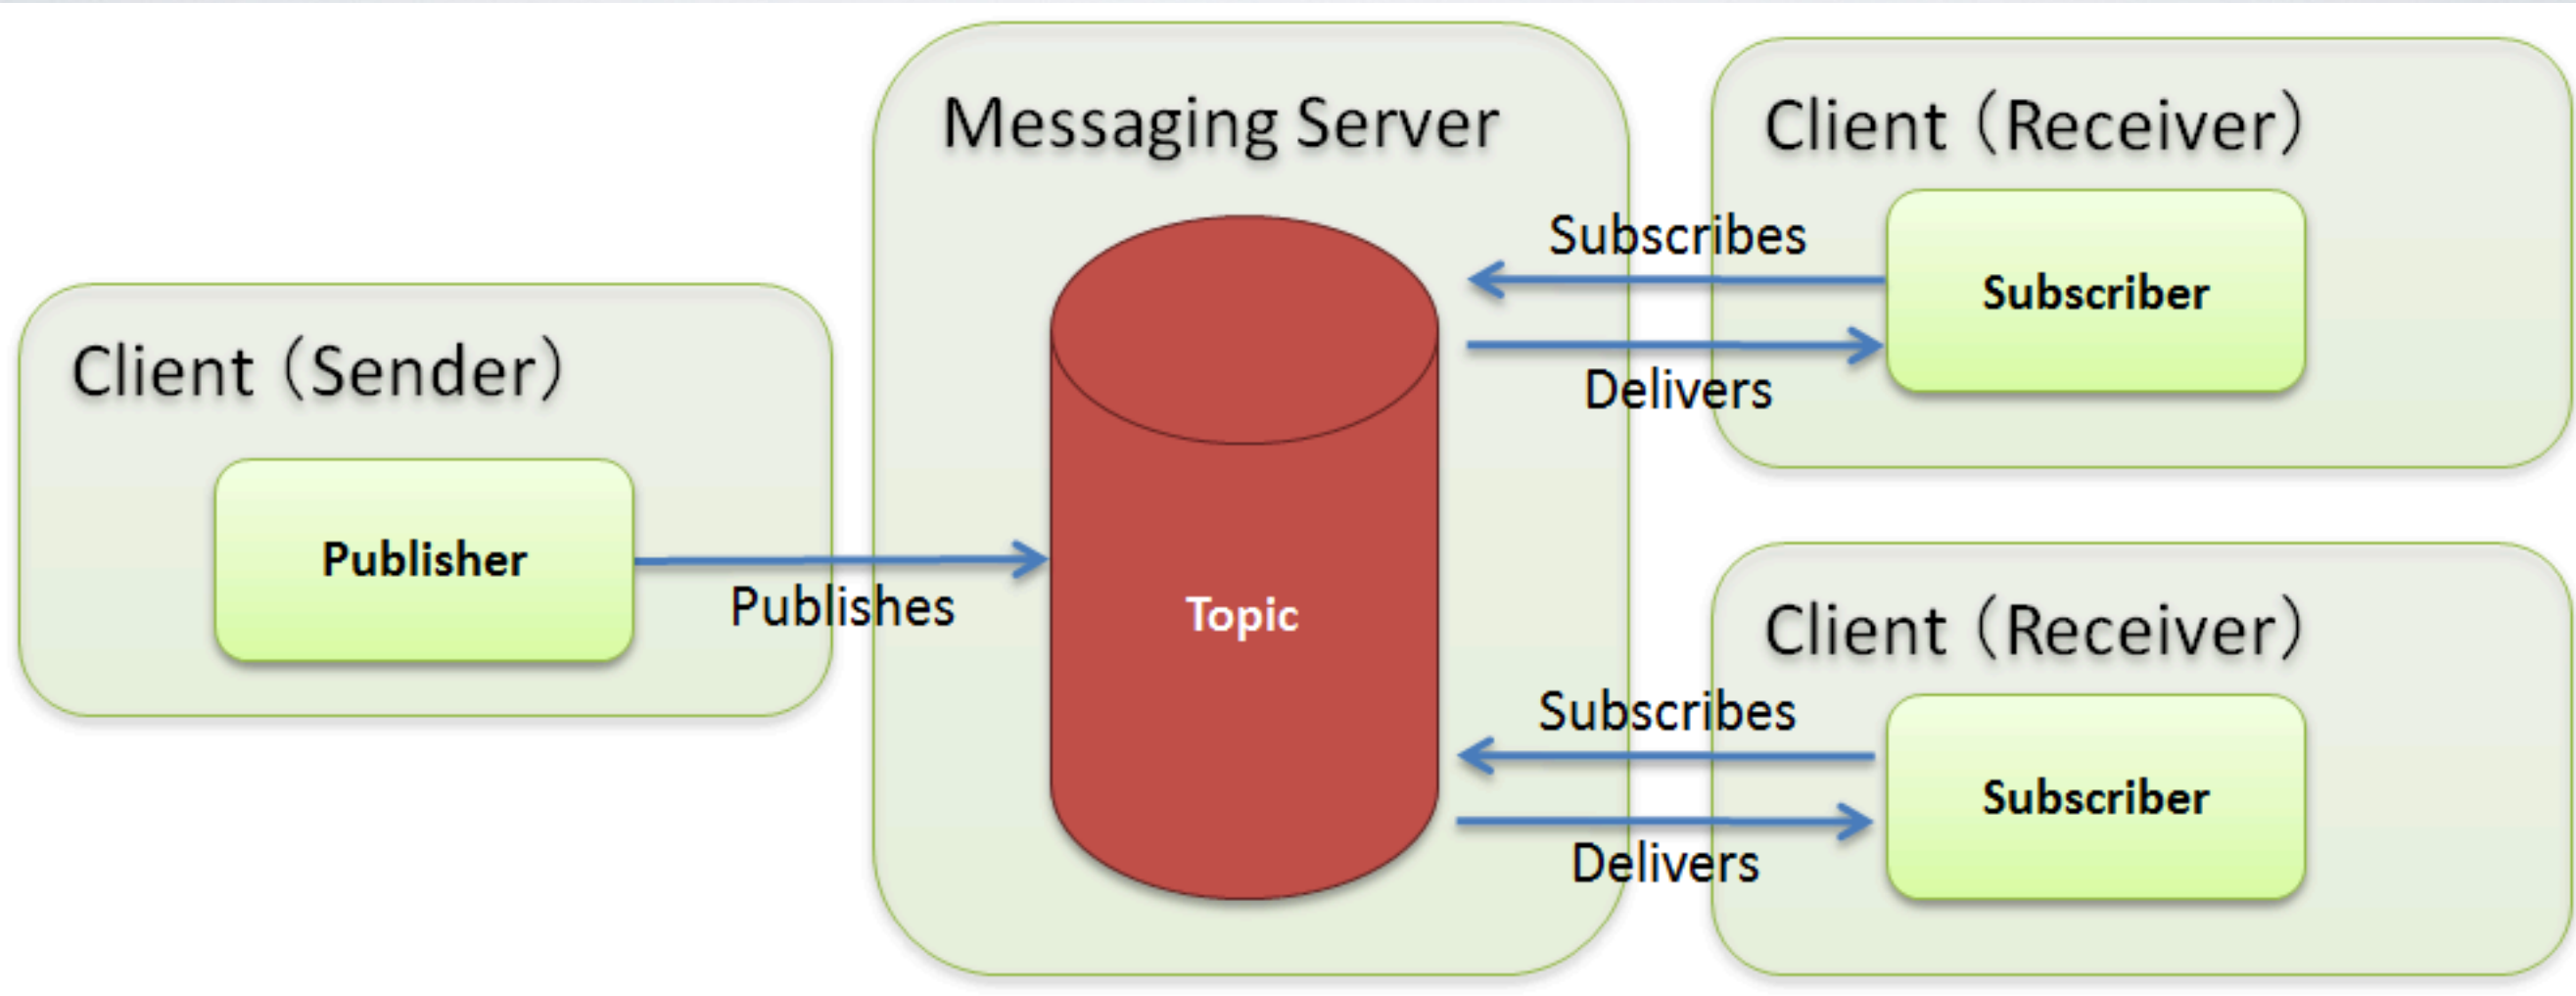 Messaging Server
Client（Sender）
Publisher
Publishes
Topic
Client（Receiver）
Subscribes
Subscriber
Delivers
Client（Receiver）
Subscribes
Subscriber
Delivers